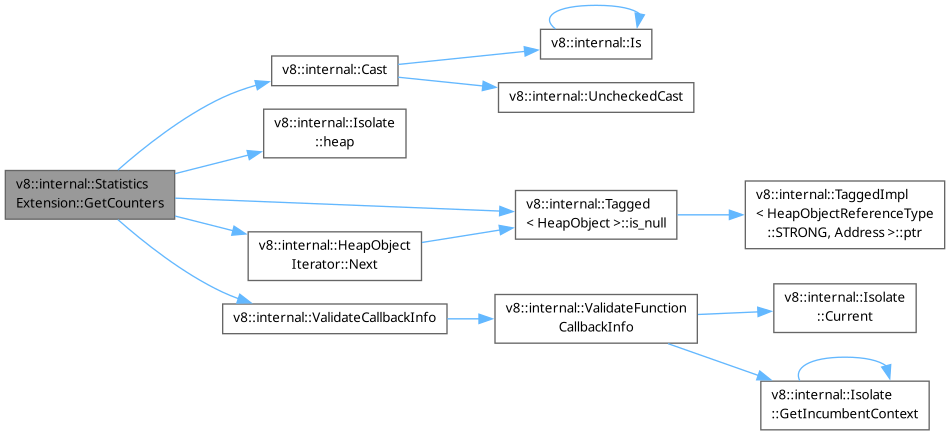 v8::internal::Is
v8::internal::Cast
v8::internal::UncheckedCast
v8::internal::Isolate
::heap
v8::internal::Statistics
Extension::GetCounters
v8::internal::Tagged
< HeapObject >::is_null
v8::internal::TaggedImpl
< HeapObjectReferenceType
::STRONG, Address >::ptr
v8::internal::HeapObject
Iterator::Next
v8::internal::ValidateCallbackInfo
v8::internal::ValidateFunction
CallbackInfo
v8::internal::Isolate
::Current
v8::internal::Isolate
::GetIncumbentContext